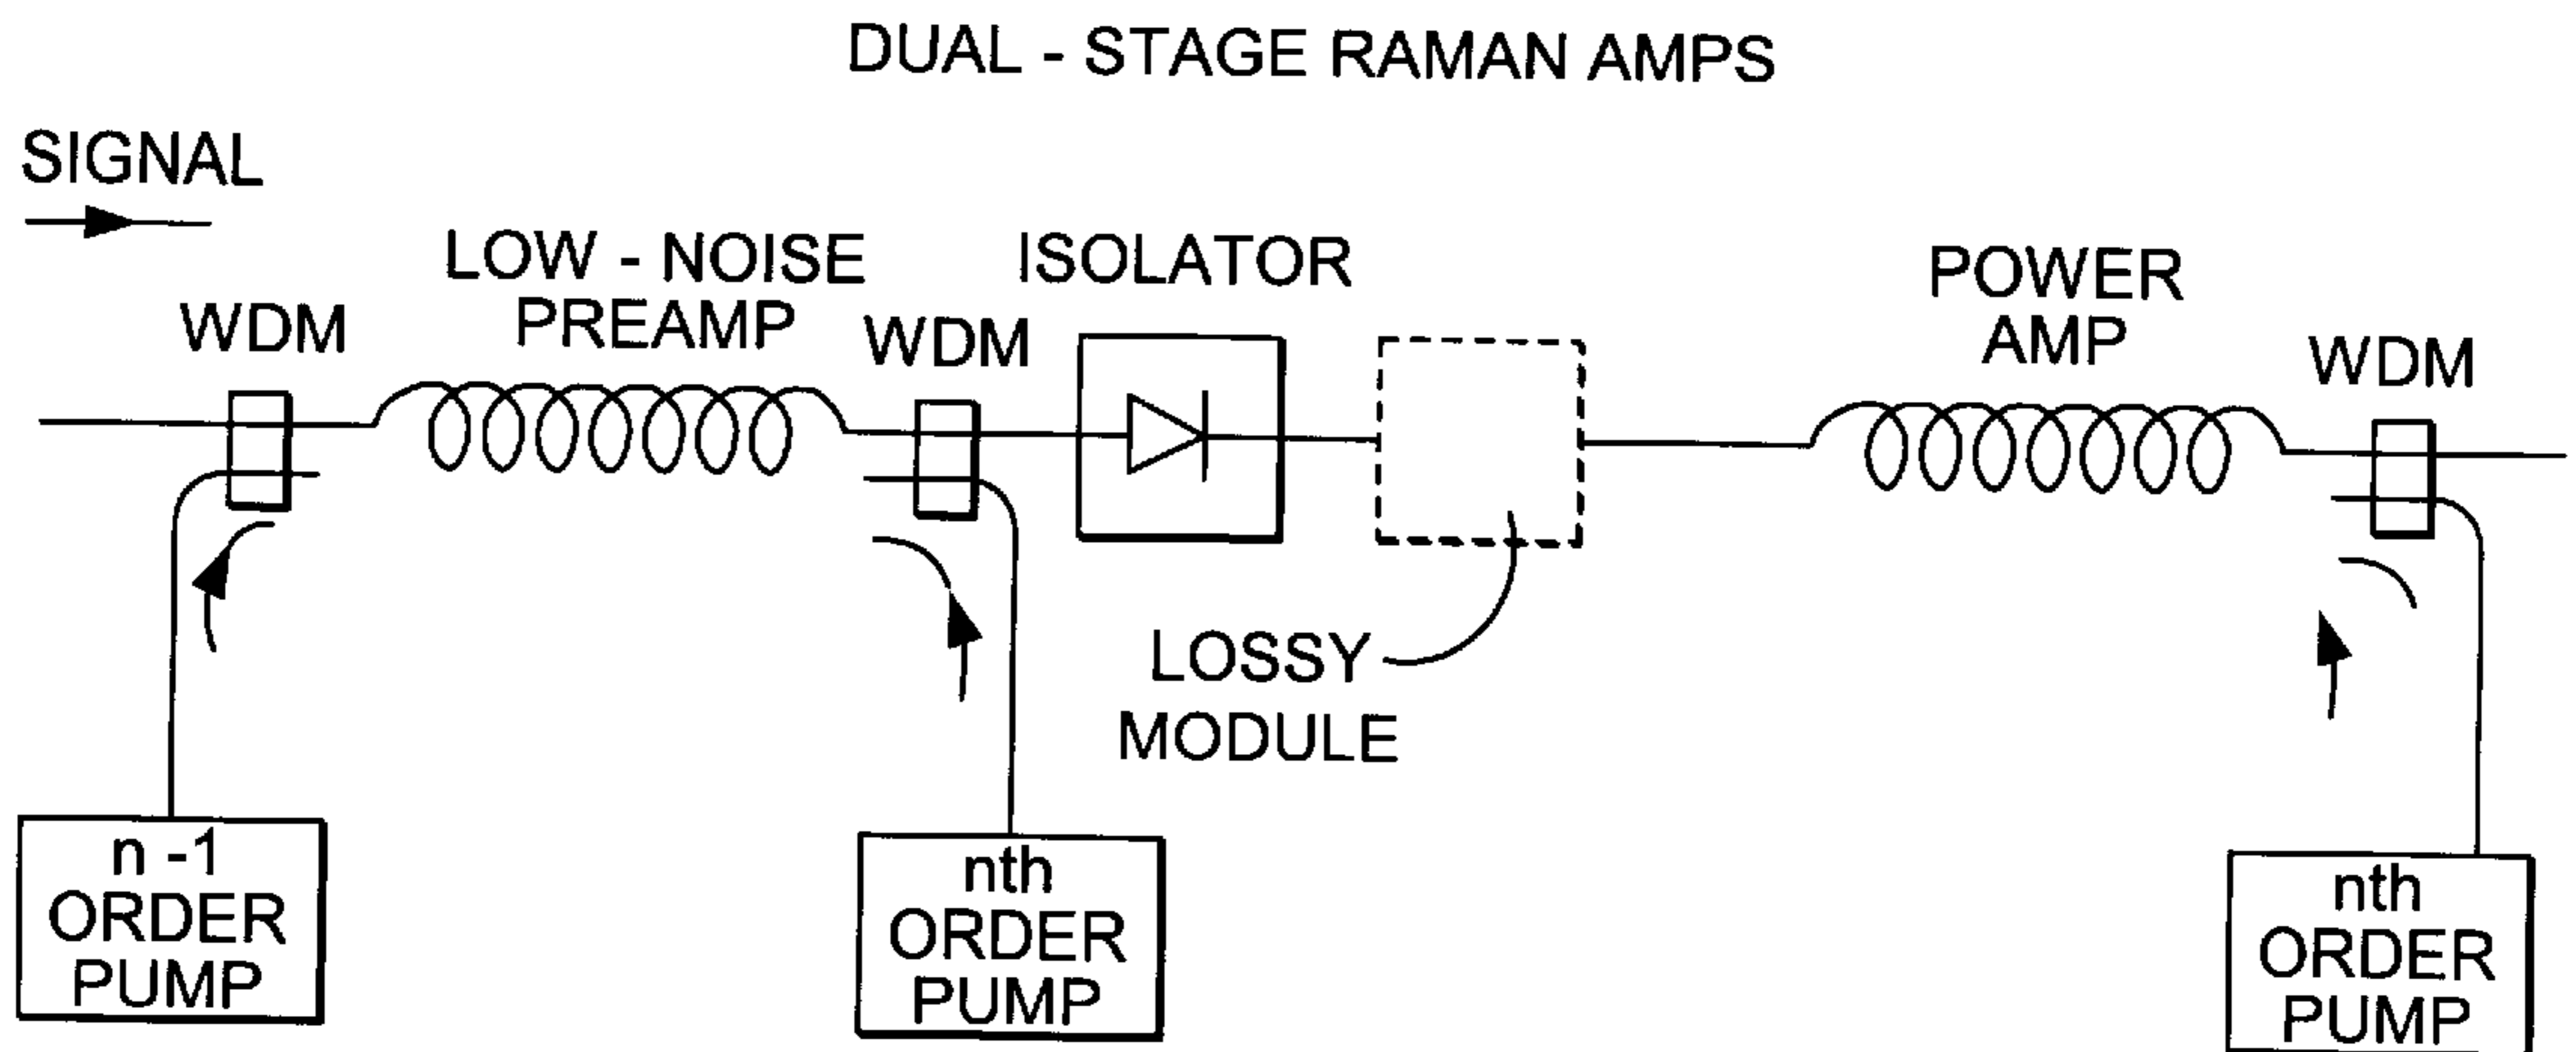 DUAL - STAGE RAMAN AMPS
SIGNAL
LOW - NOISE
PREAMP
ISOLATOR
POWER
AMP
WDM
WDM
WDM
LOSSY
MODULE
n -1
ORDER
PUMP
nth
ORDER
PUMP
nth
ORDER
PUMP